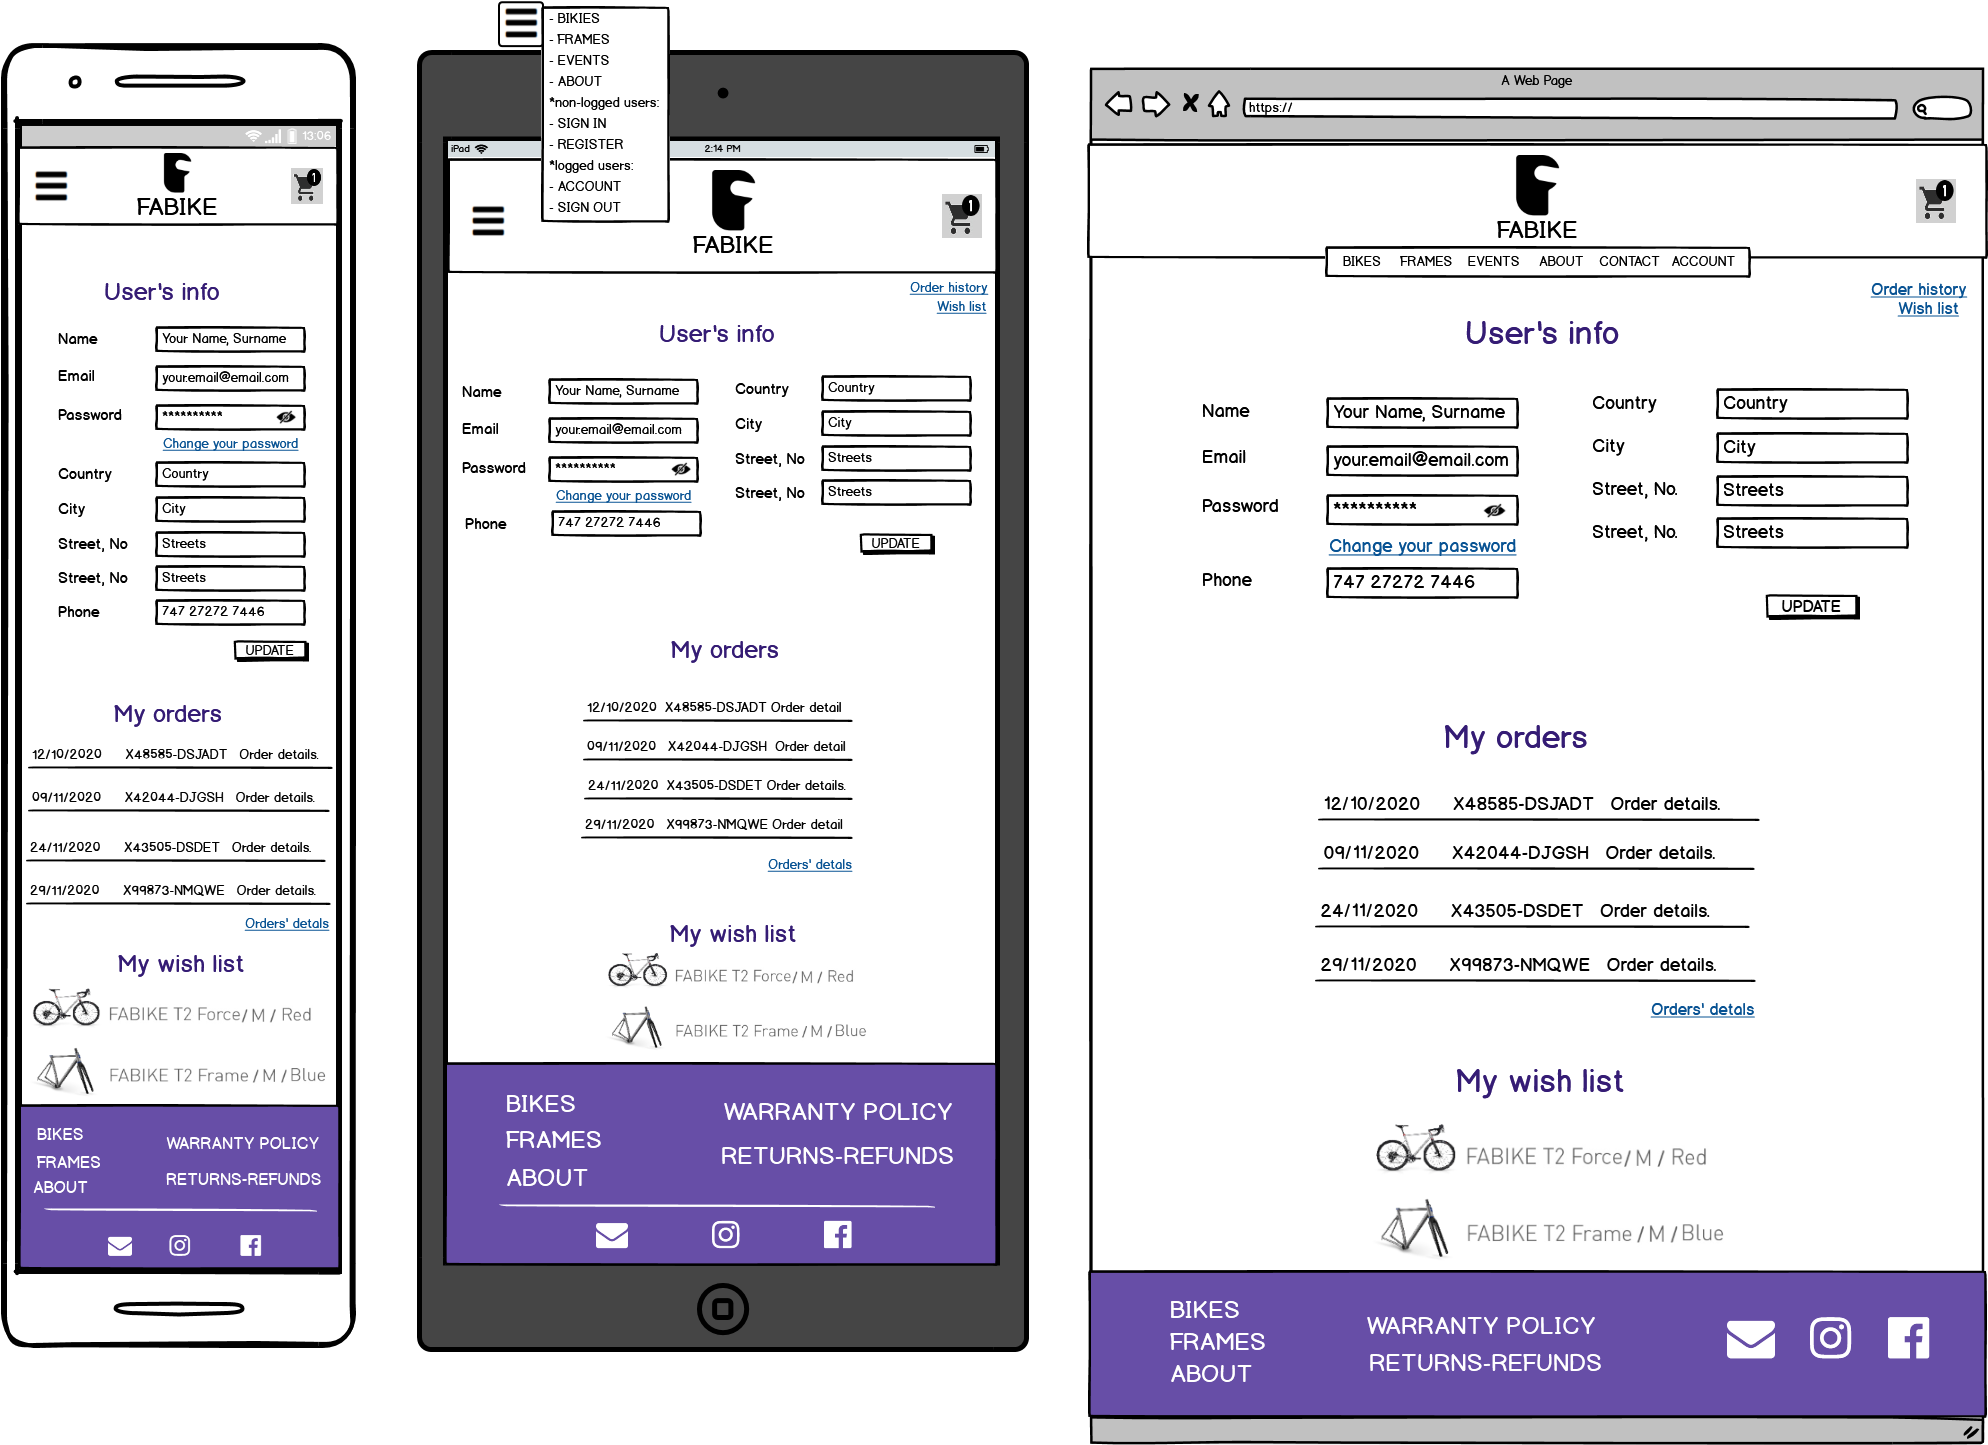 13:06
1
FABIKE
User's info
Name
Your Name, Surname
Email
your.email@email.com
Password
**********
Change your password
Country
Country
City
City
Street, No
Streets
Street, No
Streets
Phone
747 27272 7446
UPDATE
My orders
12/10/2020 X48585-DSJADT Order details.
09/11/2020 X42044-DJGSH Order details.
24/11/2020 X43505-DSDET Order details.
29/11/2020 X99873-NMQWE Order details.
Orders' detals
My wish list
FABIKE T2 Force/ M / Red
FABIKE T2 Frame / M / Blue
BIKES
FRAMES
ABOUT
WARRANTY POLICY
RETURNS-REFUNDS
- BIKIES
- FRAMES
- EVENTS
- ABOUT
*non-logged users:
- SIGN IN
- REGISTER
*logged users:
- ACCOUNT
- SIGN OUT
iPad
2:14 PM
1
FABIKE
Order history
Wish list
User's info
Name
Your Name, Surname
Email
your.email@email.com
Password
**********
Change your password
Phone
747 27272 7446
Country
Country
City
City
Street, No
Streets
Street, No
Streets
UPDATE
My orders
12/10/2020 X48585-DSJADT Order detail
09/11/2020 X42044-DJGSH Order detail
24/11/2020 X43505-DSDET Order details.
29/11/2020 X99873-NMQWE Order detail
Orders' detals
My wish list
FABIKE T2 Force/ M / Red
FABIKE T2 Frame / M / Blue
BIKES
FRAMES
ABOUT
WARRANTY POLICY
RETURNS-REFUNDS
A Web Page
https://
1
FABIKE
BIKES FRAMES EVENTS ABOUT CONTACT ACCOUNT
Order history
Wish list
User's info
Name
Your Name, Surname
Email
your.email@email.com
Password
**********
Change your password
Phone
747 27272 7446
Country
Country
City
City
Street, No.
Streets
Street, No.
Streets
UPDATE
My orders
12/10/2020 X48585-DSJADT Order details.
09/11/2020 X42044-DJGSH Order details.
24/11/2020 X43505-DSDET Order details.
29/11/2020 X99873-NMQWE Order details.
Orders' detals
My wish list
FABIKE T2 Force/ M / Red
FABIKE T2 Frame / M / Blue
BIKES
FRAMES
ABOUT
WARRANTY POLICY
RETURNS-REFUNDS